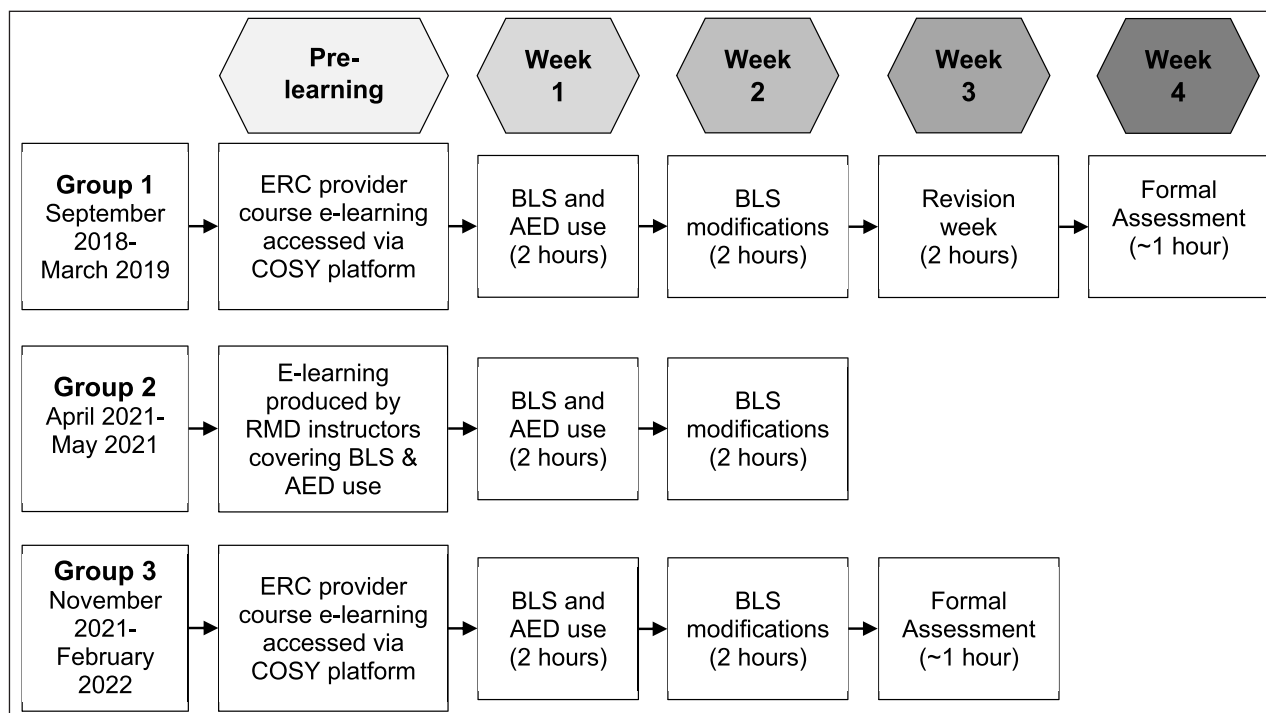 Pre-
learning
Week
1
Week
2
Week
3
Week
4
Group 1
September
2018-
March 2019
ERC provider
course e-learning
accessed via
COSY platform
BLS and
AED use
(2 hours)
BLS
modifications
(2 hours)
Revision
week
(2 hours)
Formal
Assessment
(~1 hour)
Group 2
April 2021-
May 2021
E-learning
produced by
RMD instructors
covering BLS &
AED use
BLS and
AED use
(2 hours)
BLS
modifications
(2 hours)
Group 3
November
2021-
February
2022
ERC provider
course e-learning
accessed via
COSY platform
BLS and
AED use
(2 hours)
BLS
modifications
(2 hours)
Formal
Assessment
(~1 hour)